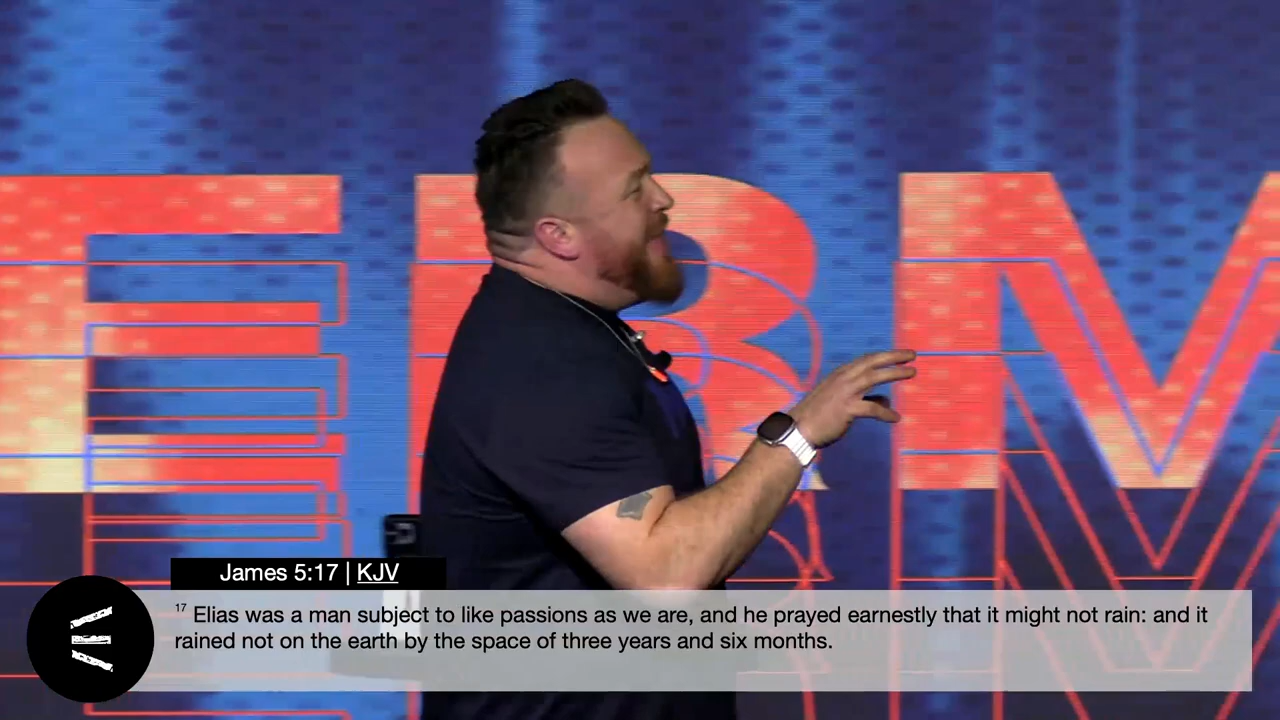 ERM
James 5:17 | KJV
17 Elias was a man subject to like passions as we are, and he prayed earnestly that it might not rain: and it
rained not on the earth by the space of three years and six months.